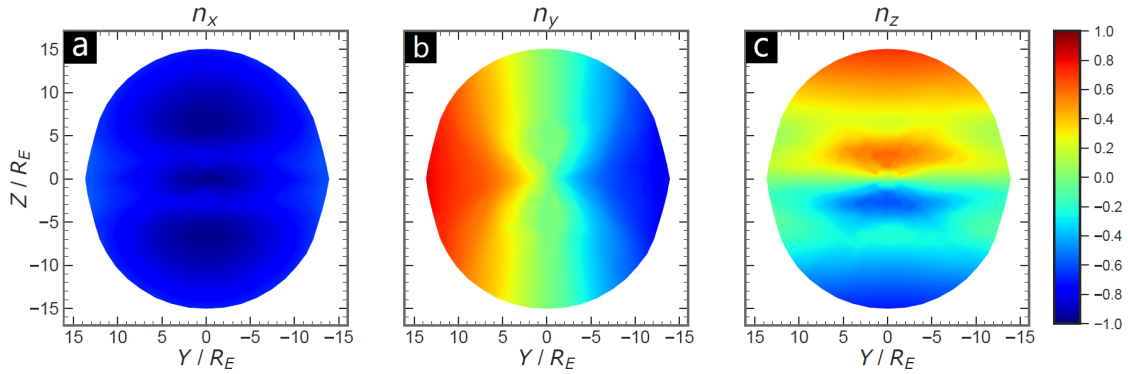 n_x
n_y
n_z
a
b
c
15
10
5
0
−5
−10
−15
Z / R_E
15 10 5 0 −5 −10 −15
15 10 5 0 −5 −10 −15
15 10 5 0 −5 −10 −15
Y / R_E
Y / R_E
Y / R_E
1.0
0.8
0.6
0.4
0.2
0.0
−0.2
−0.4
−0.6
−0.8
−1.0